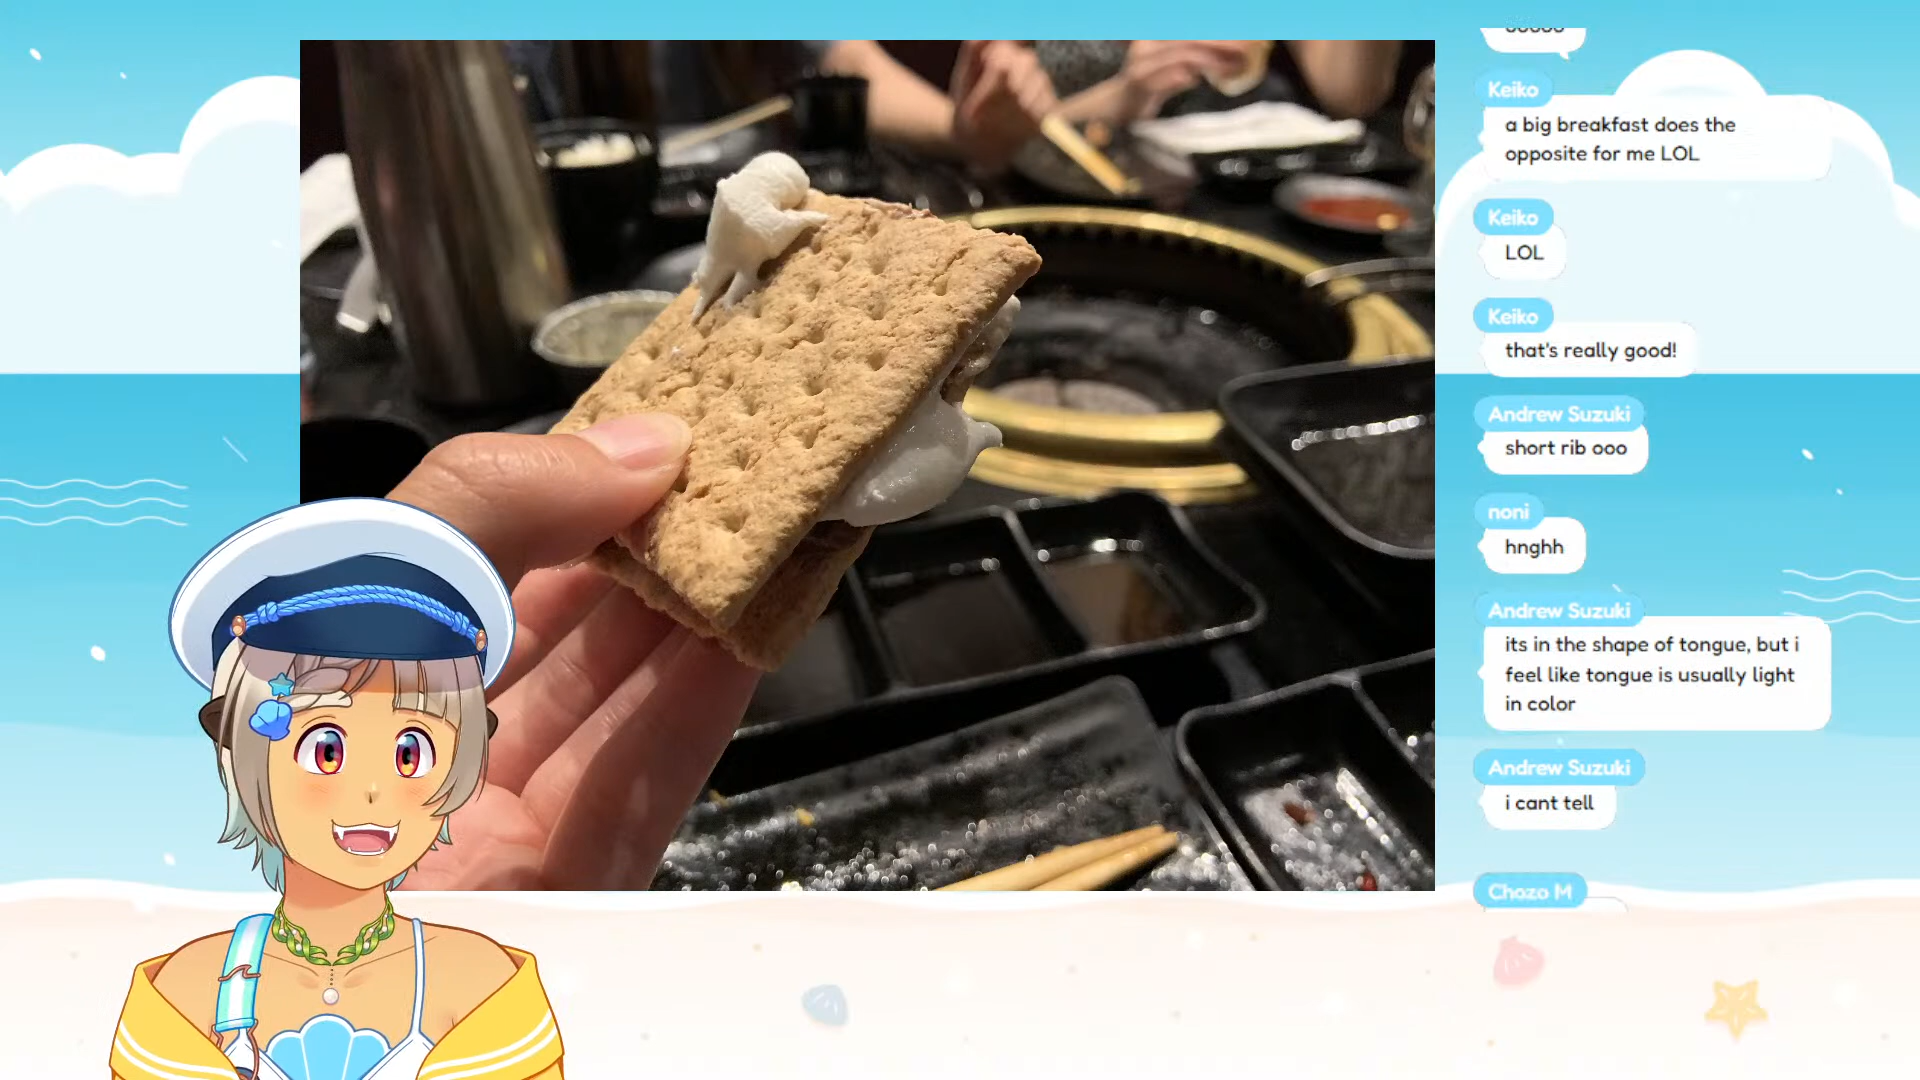 Keiko
a big breakfast does the
opposite for me LOL
Keiko
LOL
Keiko
that's really good!
Andrew Suzuki
short rib ooo
noni
hnghh
Andrew Suzuki
its in the shape of tongue, but i
feel like tongue is usually light
in color
Andrew Suzuki
i cant tell
Chozo M